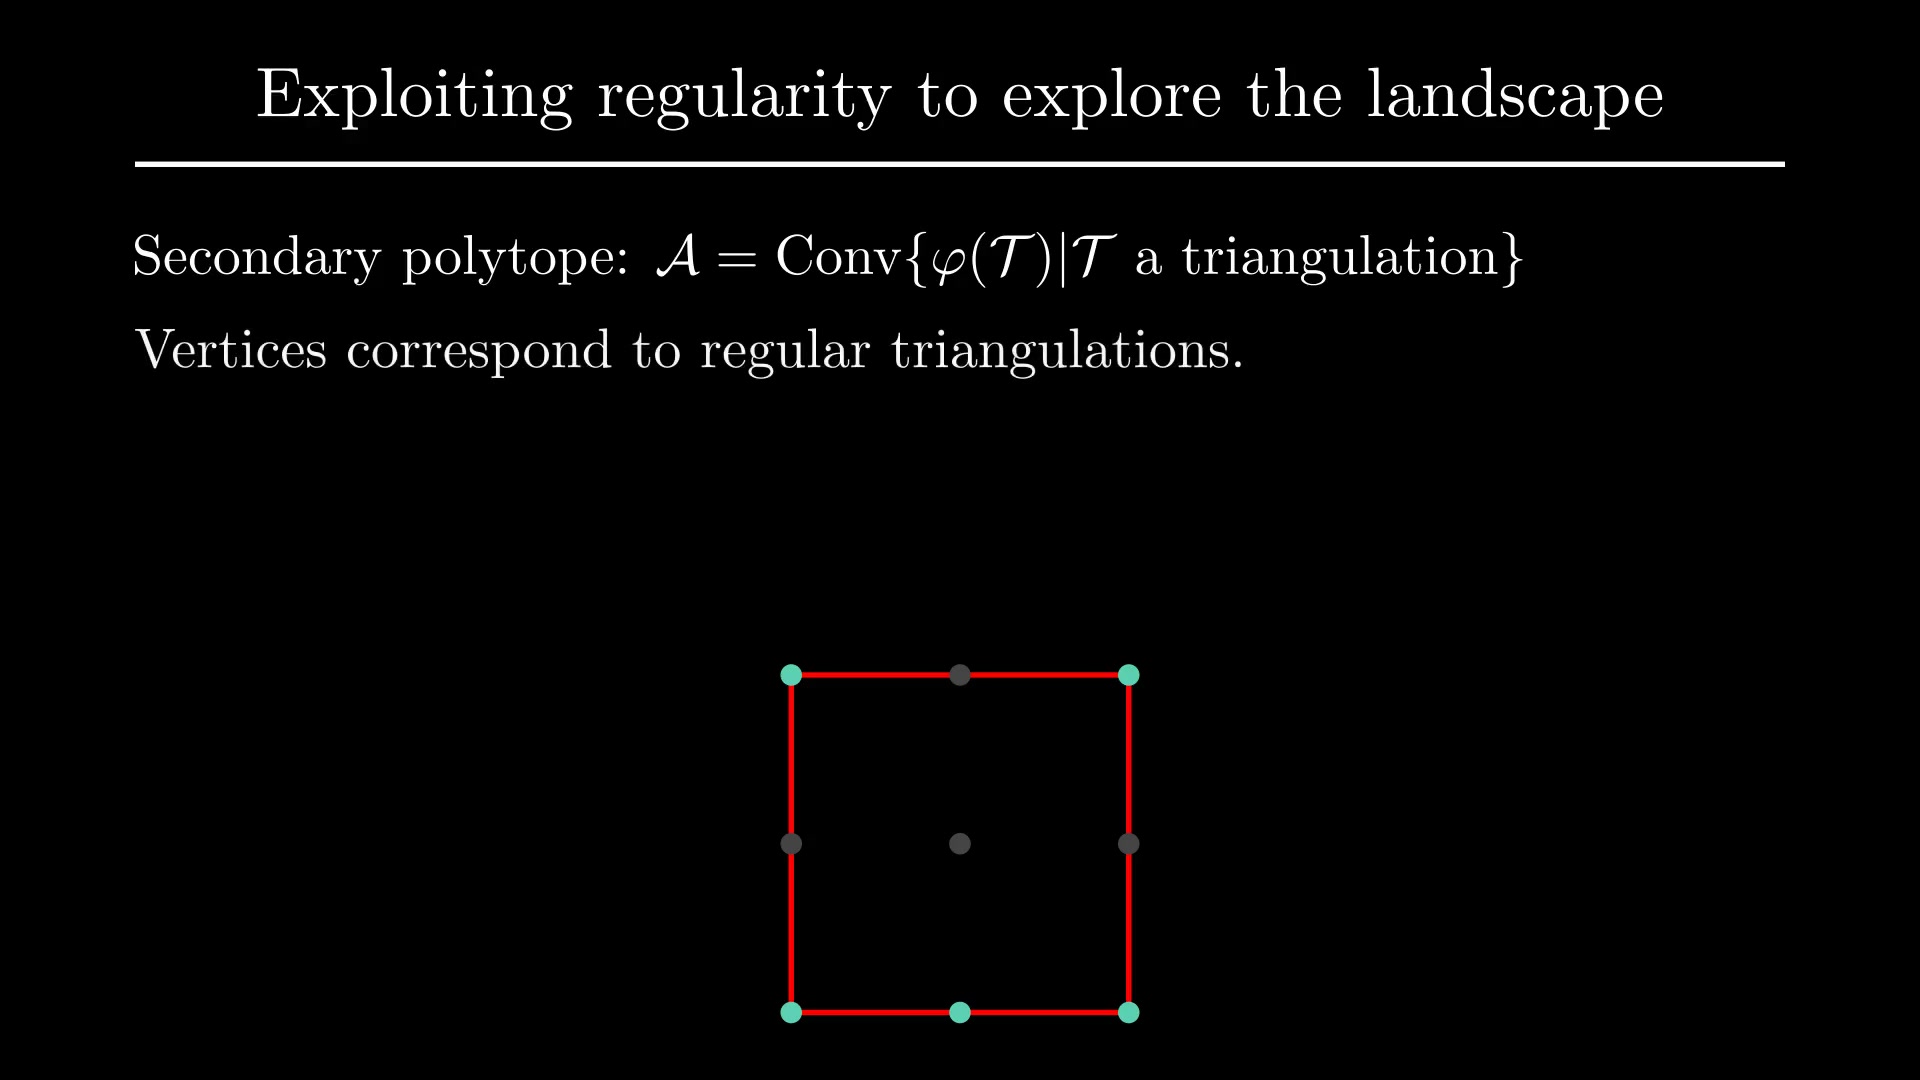 Exploiting regularity to explore the landscape
Secondary polytope: 𝒜 = Conv{φ(𝒯)|𝒯 a triangulation}
Vertices correspond to regular triangulations.